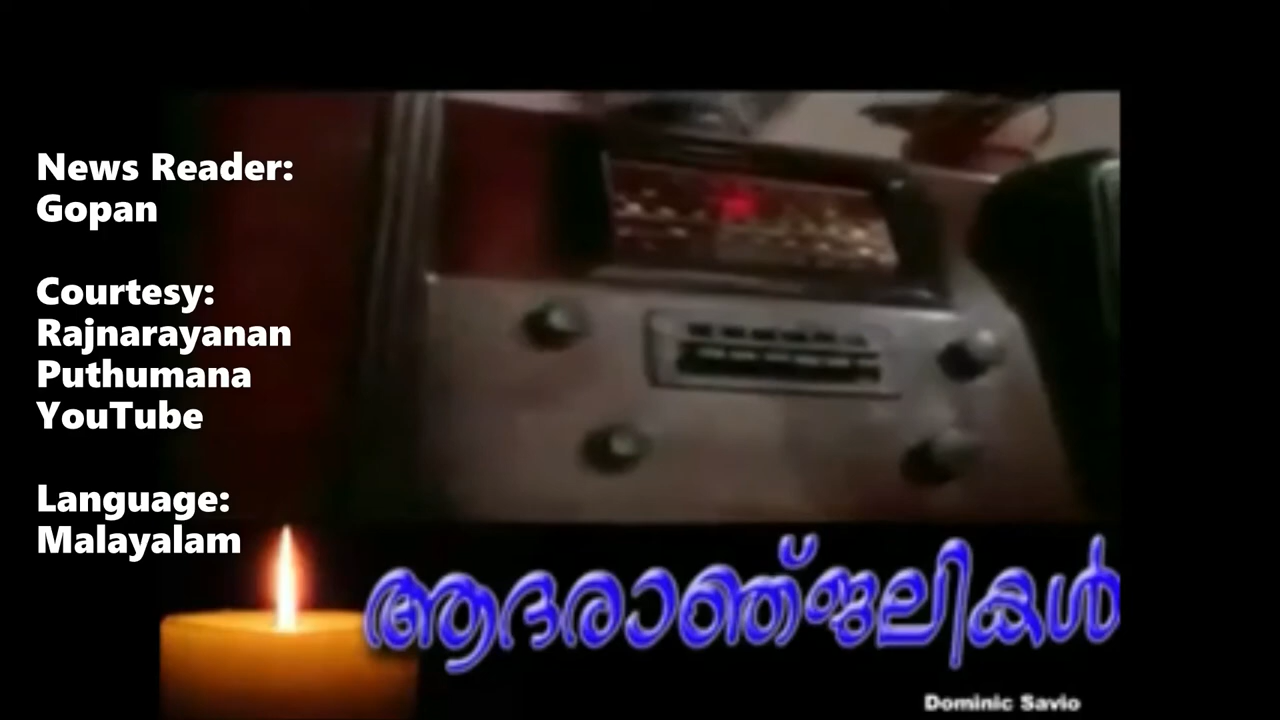 News Reader:
Gopan
Courtesy:
Rajnarayanan
Puthumana
YouTube
Language:
Malayalam
ആദരാഞ്ജലികൾ
Dominic Savio